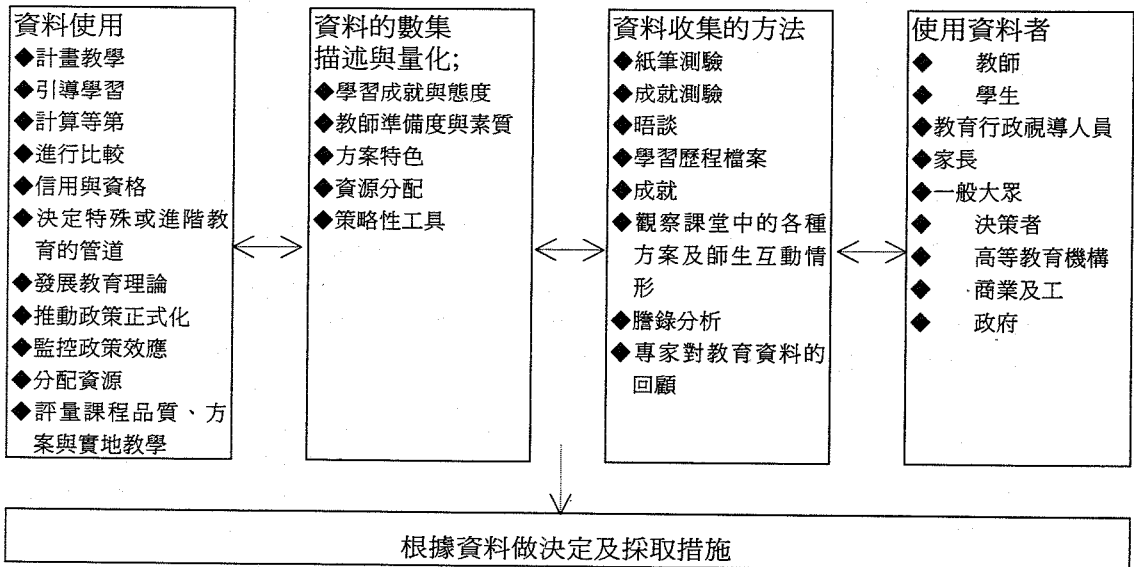 資料使用
◆計畫教學
◆引導學習
◆計算等第
◆進行比較
◆信用與資格
◆決定特殊或進階教
育的管道
◆發展教育理論
◆推動政策正式化
◆監控政策效應
◆分配資源
◆評量課程品質、方
案與實地教學
資料的數集
描述與量化;
◆學習成就與態度
◆教師準備度與素質
◆方案特色
◆資源分配
◆策略性工具
資料收集的方法
◆紙筆測驗
◆成就測驗
◆晤談
◆學習歷程檔案
◆成就
◆觀察課堂中的各種
方案及師生互動情
形
◆謄錄分析
◆專家對教育資料的
回顧
使用資料者
◆ 教師
◆ 學生
◆教育行政視導人員
◆家長
◆一般大眾
◆ 決策者
◆ 高等教育機構
◆ 商業及工
◆ 政府
根據資料做決定及採取措施